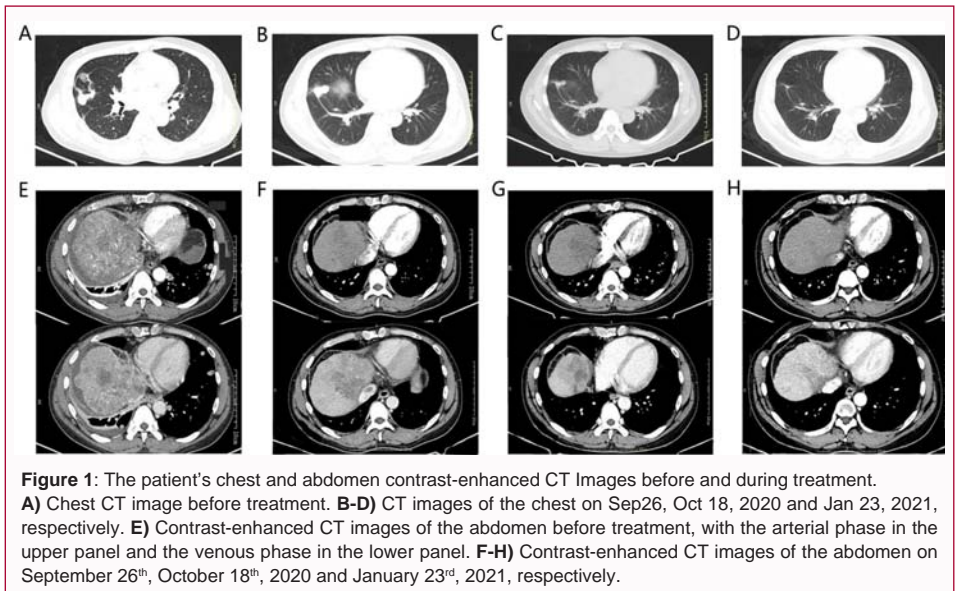 A B C D
E F G H
Figure 1: The patient's chest and abdomen contrast-enhanced CT Images before and during treatment.
A) Chest CT image before treatment. B-D) CT images of the chest on Sep26, Oct 18, 2020 and Jan 23, 2021,
respectively. E) Contrast-enhanced CT images of the abdomen before treatment, with the arterial phase in the
upper panel and the venous phase in the lower panel. F-H) Contrast-enhanced CT images of the abdomen on
September 26th, October 18th, 2020 and January 23rd, 2021, respectively.